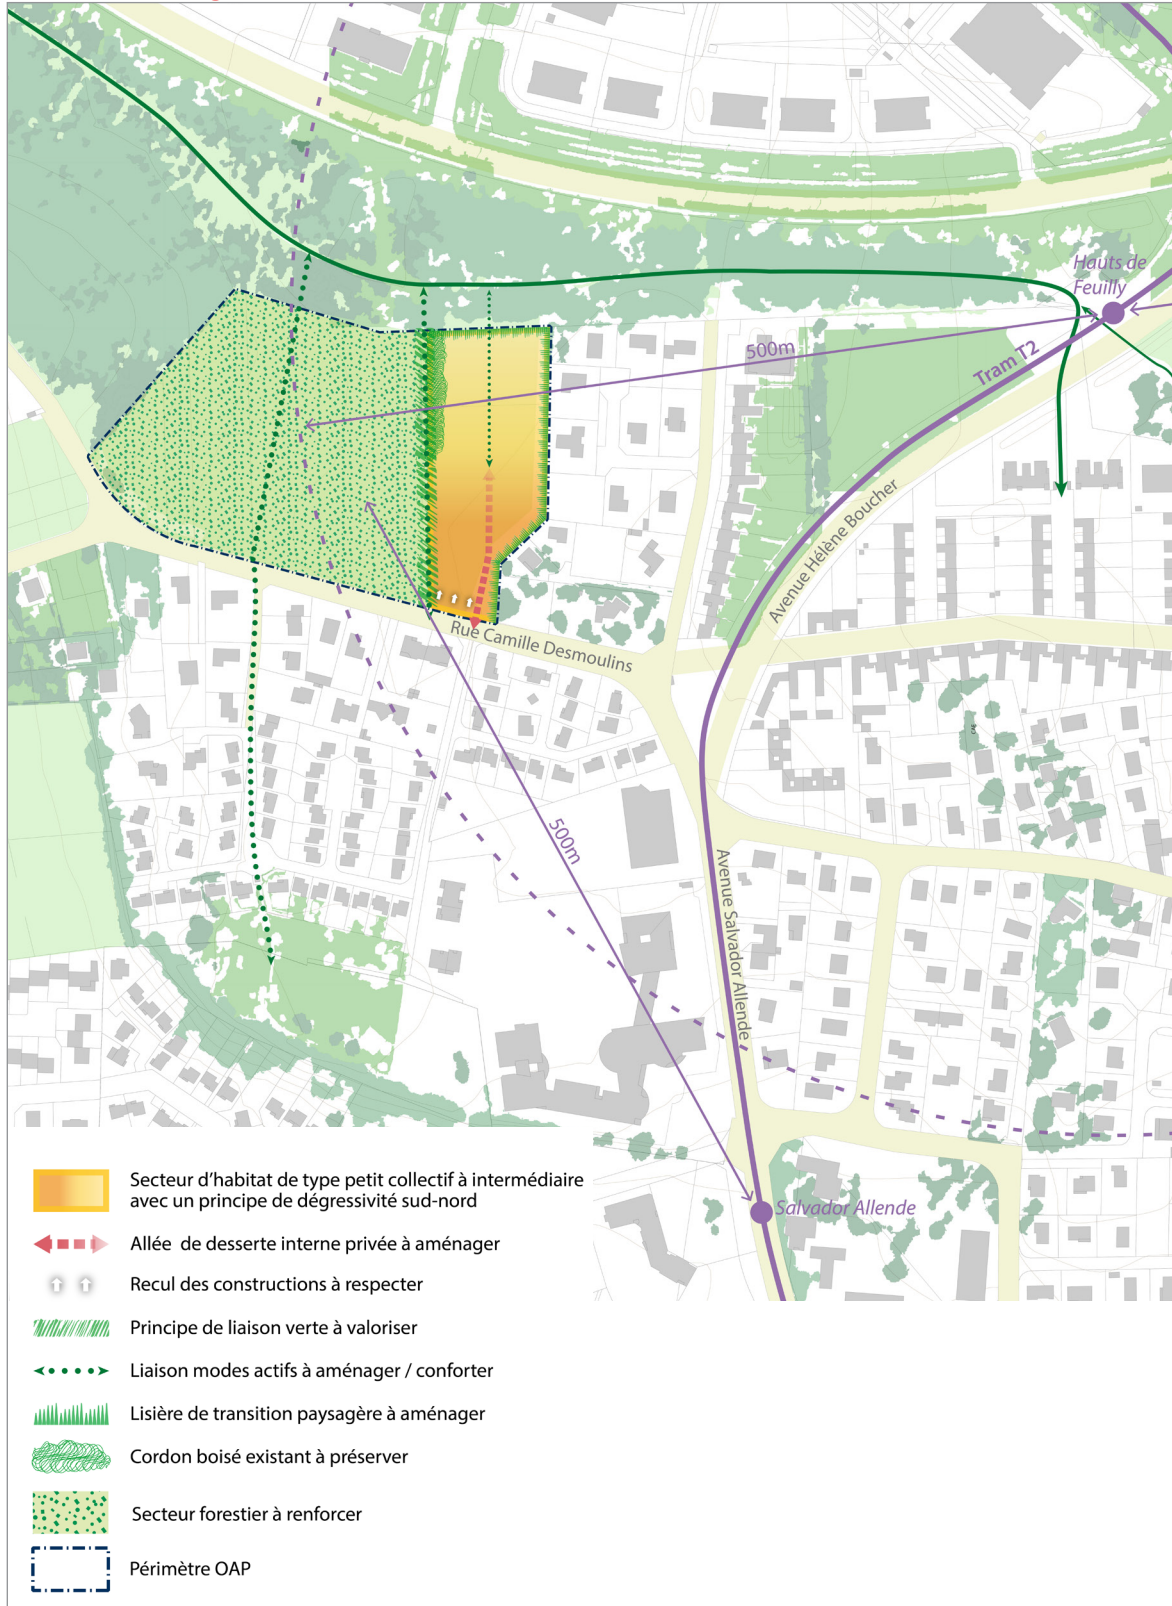 Hauts de
Feuilly
500m
Tram T2
Avenue Hélène Boucher
Rue Camille Desmoulins
500m
Avenue Salvador Allende
Salvador Allende
Secteur d’habitat de type petit collectif à intermédiaire
avec un principe de dégressivité sud-nord
Allée de desserte interne privée à aménager
Recul des constructions à respecter
Principe de liaison verte à valoriser
Liaison modes actifs à aménager / conforter
Lisière de transition paysagère à aménager
Cordon boisé existant à préserver
Secteur forestier à renforcer
Périmètre OAP